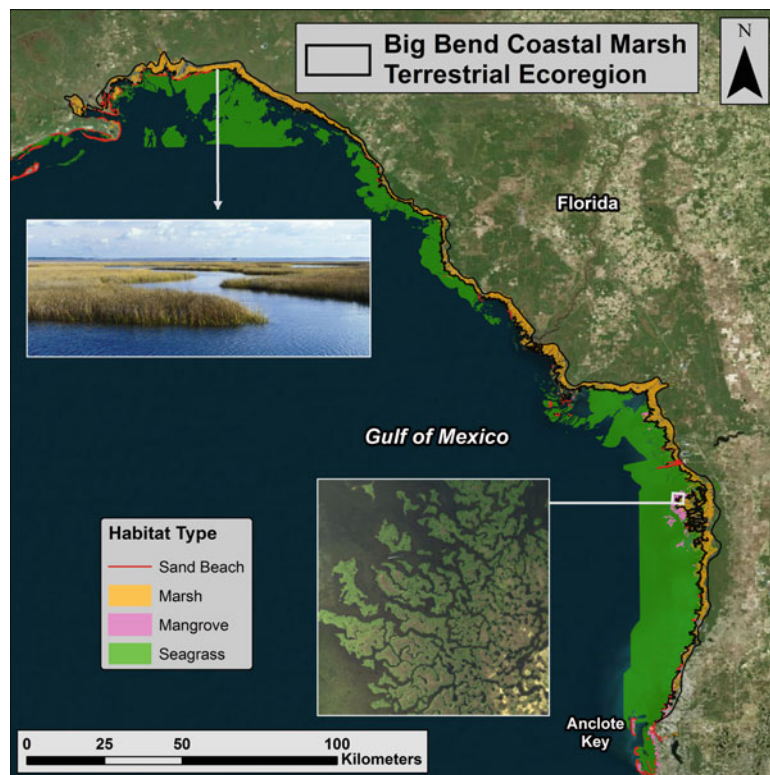 Big Bend Coastal Marsh
Terrestrial Ecoregion
N
Florida
Gulf of Mexico
Habitat Type
Sand Beach
Marsh
Mangrove
Seagrass
Anclote
Key
0 25 50 100
Kilometers